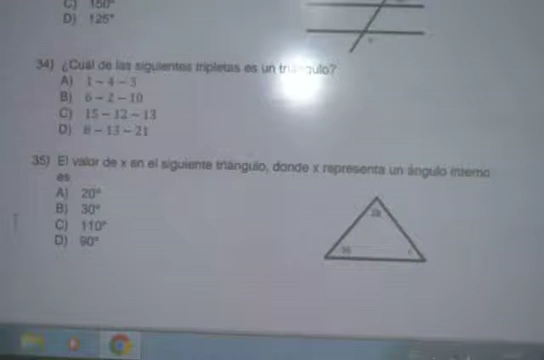 C) 150°
D) 125°
34) ¿Cuál de las siguientes tripletas es un triángulo?
A) 1 – 4 – 3
B) 6 – 2 – 10
C) 15 – 12 – 13
D) 8 – 13 – 21
35) El valor de x en el siguiente triángulo, donde x representa un ángulo interno
es
A) 20°
B) 30°
C) 110°
D) 90°